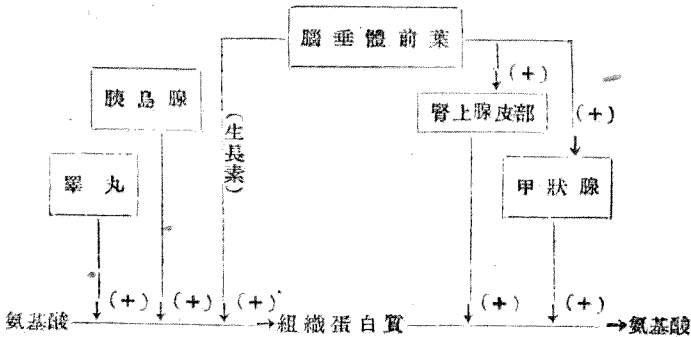 腦垂體前葉
胰島腺
(+)
腎上腺皮部
(+)
(生長素)
睪丸
甲狀腺
(+)
(+)
(+)
(+)
(+)
氨基酸
組織蛋白質
氨基酸